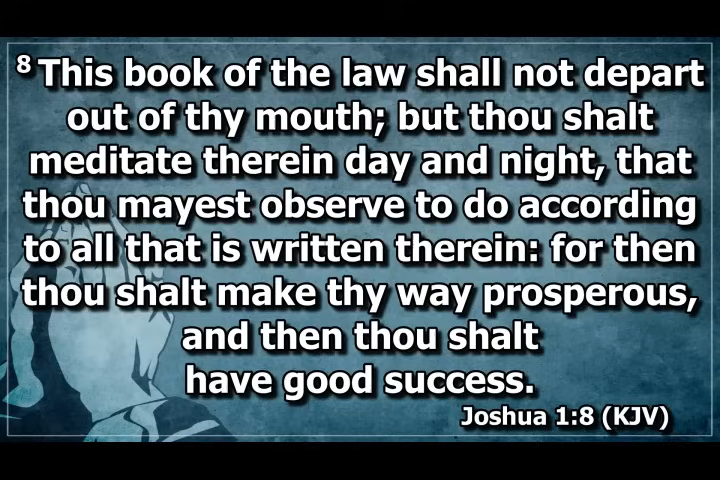 8 This book of the law shall not depart
out of thy mouth; but thou shalt
meditate therein day and night, that
thou mayest observe to do according
to all that is written therein: for then
thou shalt make thy way prosperous,
and then thou shalt
have good success.
Joshua 1:8 (KJV)